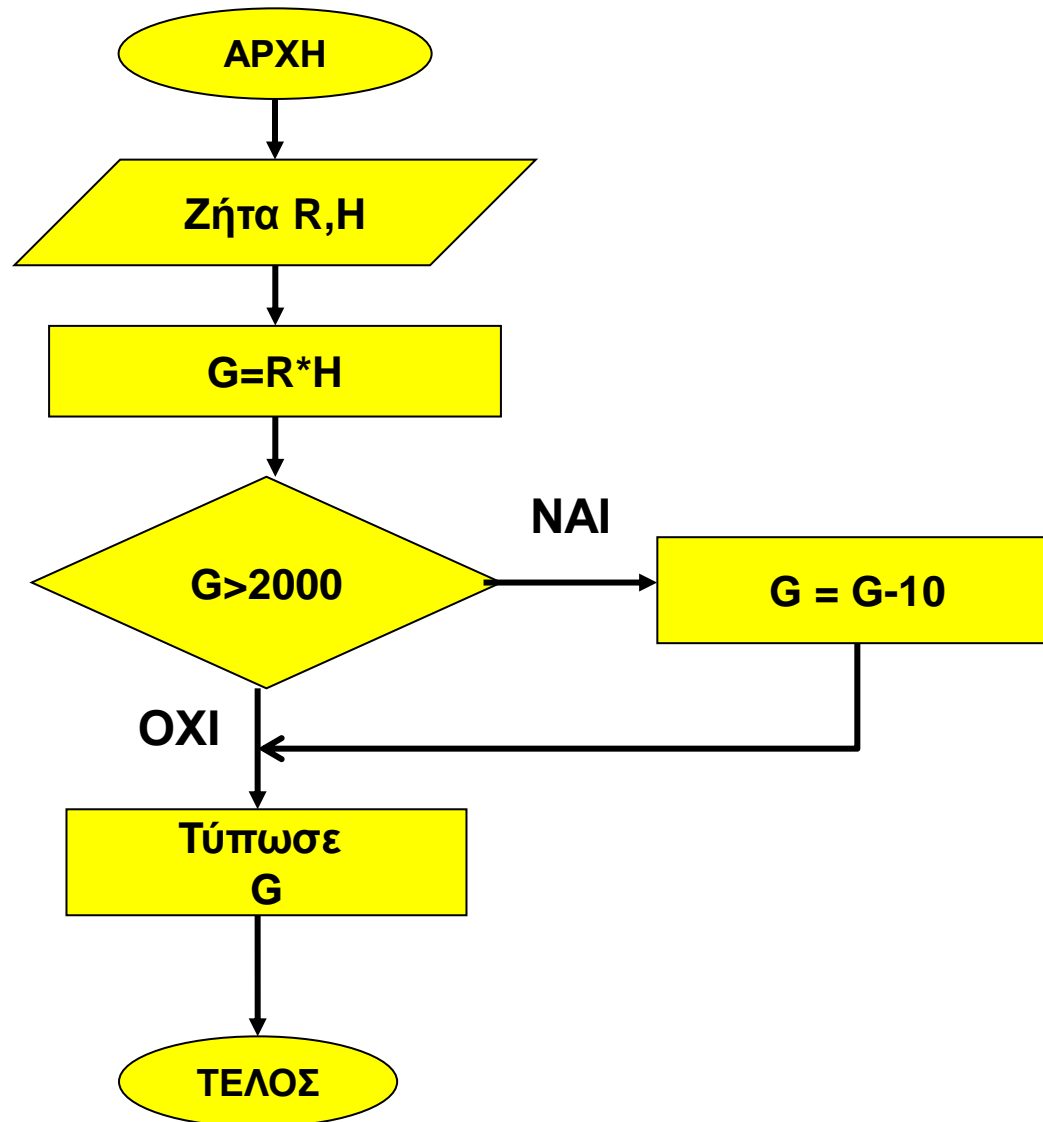 ΑΡΧΗ
Ζήτα R,H
G=R*H
ΝΑΙ
G>2000
G = G-10
ΟΧΙ
Τύπωσε
G
ΤΕΛΟΣ